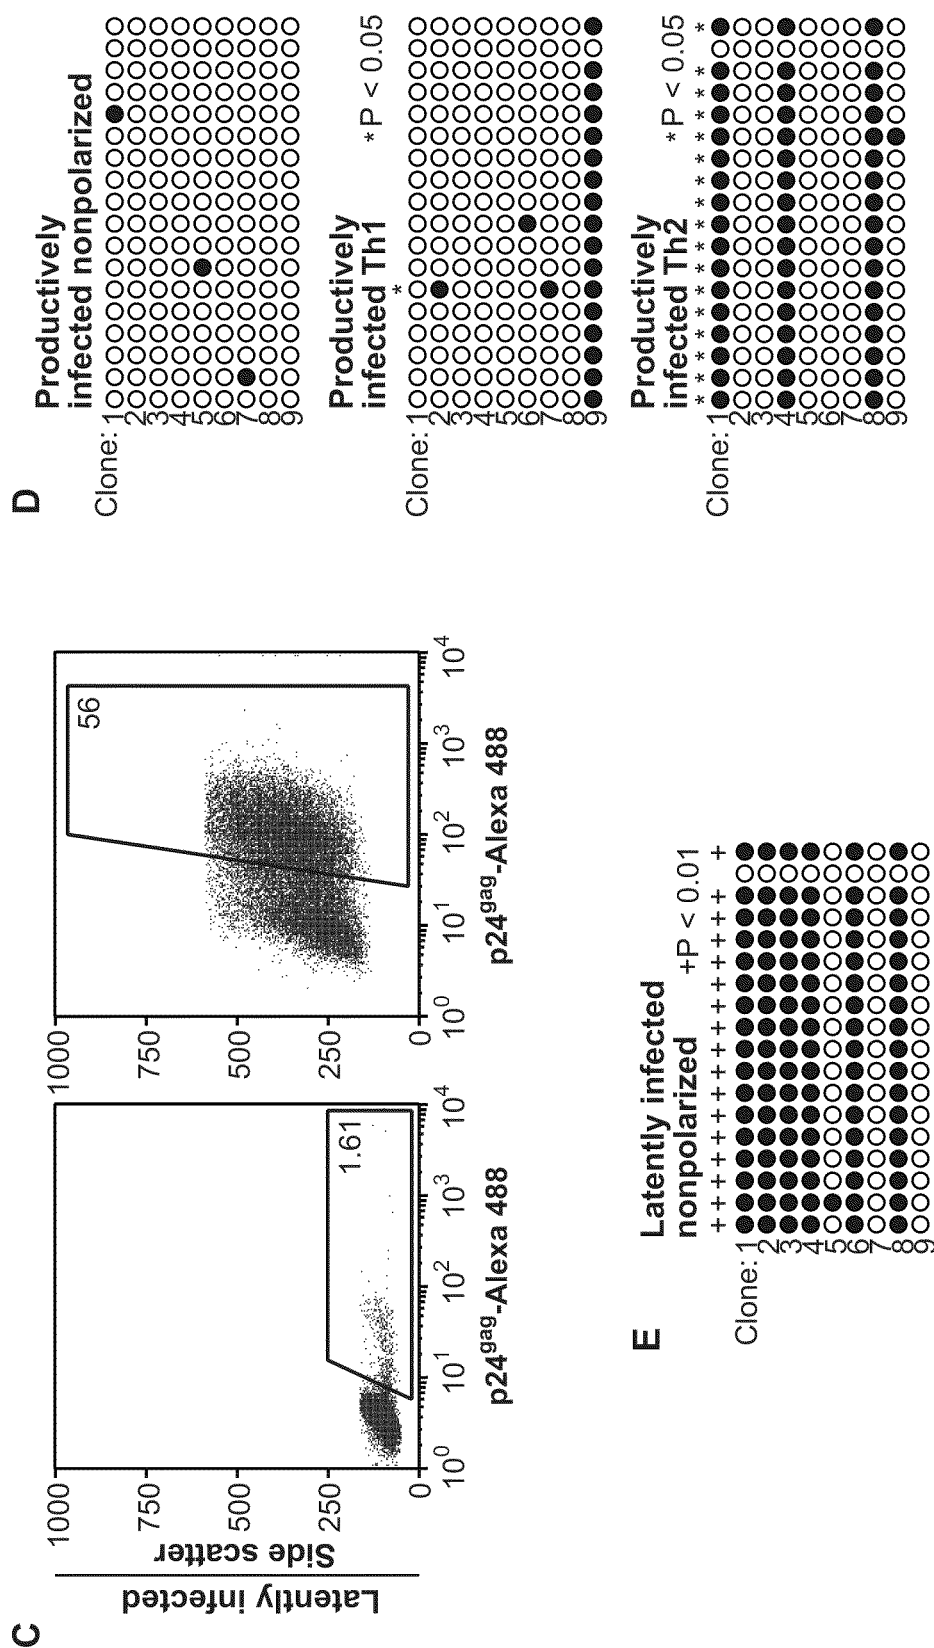 C
Latently infected
Side scatter
1000
750
500
250
0
1.61
10^0 10^1 10^2 10^3 10^4
p24^gag-Alexa 488
1000
750
500
250
0
56
10^0 10^1 10^2 10^3 10^4
p24^gag-Alexa 488
D
Productively
infected nonpolarized
Clone: 1
2
3
4
5
6
7
8
9
Productively
infected Th1
*P < 0.05
*
Clone: 1
2
3
4
5
6
7
8
9
Productively
infected Th2
*P < 0.05
* * * * * * * * * * * * * * * * *
Clone: 1
2
3
4
5
6
7
8
9
E
Latently infected
nonpolarized
+P < 0.01
+ + + + + + + + + + + + + + + + +
Clone: 1
2
3
4
5
6
7
8
9